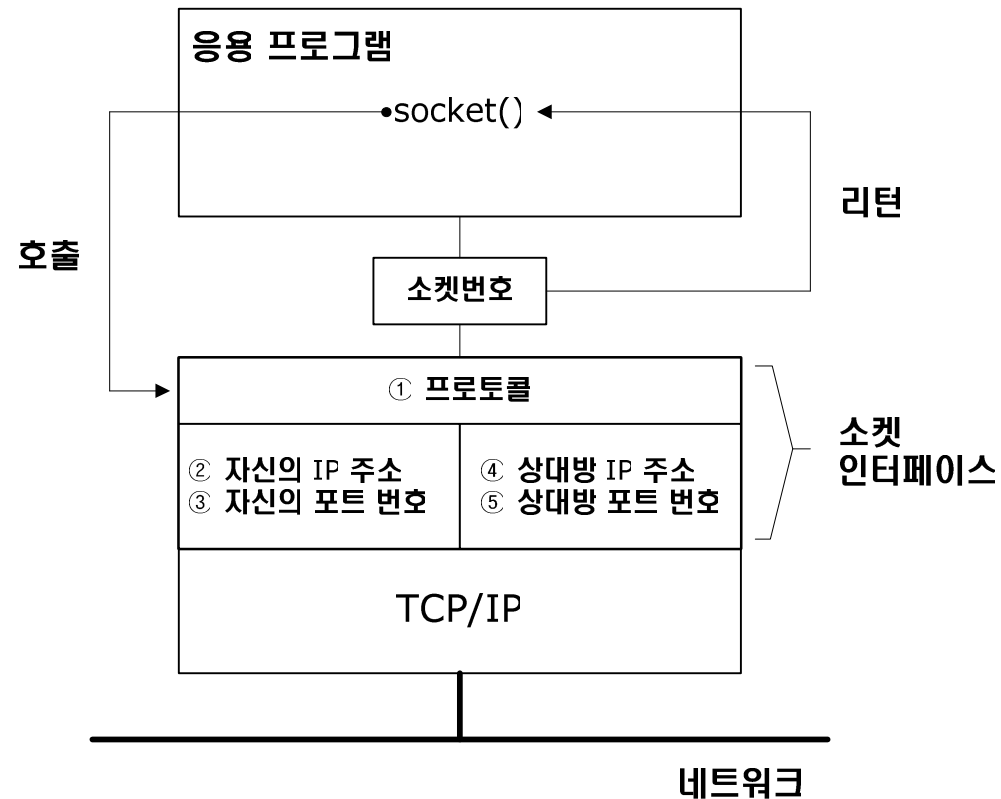 응용 프로그램
socket()
리턴
호출
소켓번호
① 프로토콜
② 자신의 IP 주소
③ 자신의 포트 번호
④ 상대방 IP 주소
⑤ 상대방 포트 번호
소켓
인터페이스
TCP/IP
네트워크